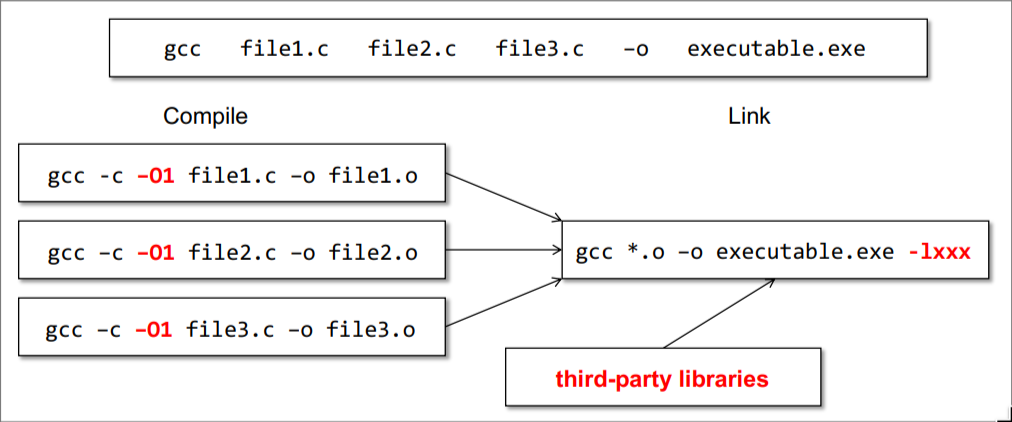 gcc file1.c file2.c file3.c –o executable.exe
Compile
Link
gcc -c –O1 file1.c –o file1.o
gcc –c –O1 file2.c –o file2.o
gcc –c –O1 file3.c –o file3.o
gcc *.o –o executable.exe -lxxx
third-party libraries